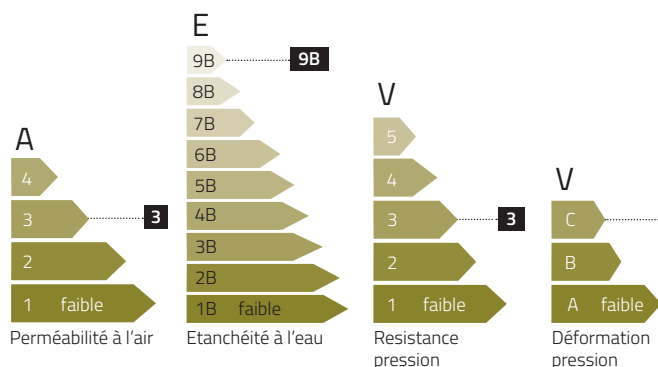 A
4
3
3
2
1 faible
Perméabilité à l'air
E
9B
9B
8B
7B
6B
5B
4B
3B
2B
1B faible
Etanchéité à l'eau
V
5
4
3
3
2
1 faible
Resistance
pression
V
C
B
A faible
Déformation
pression